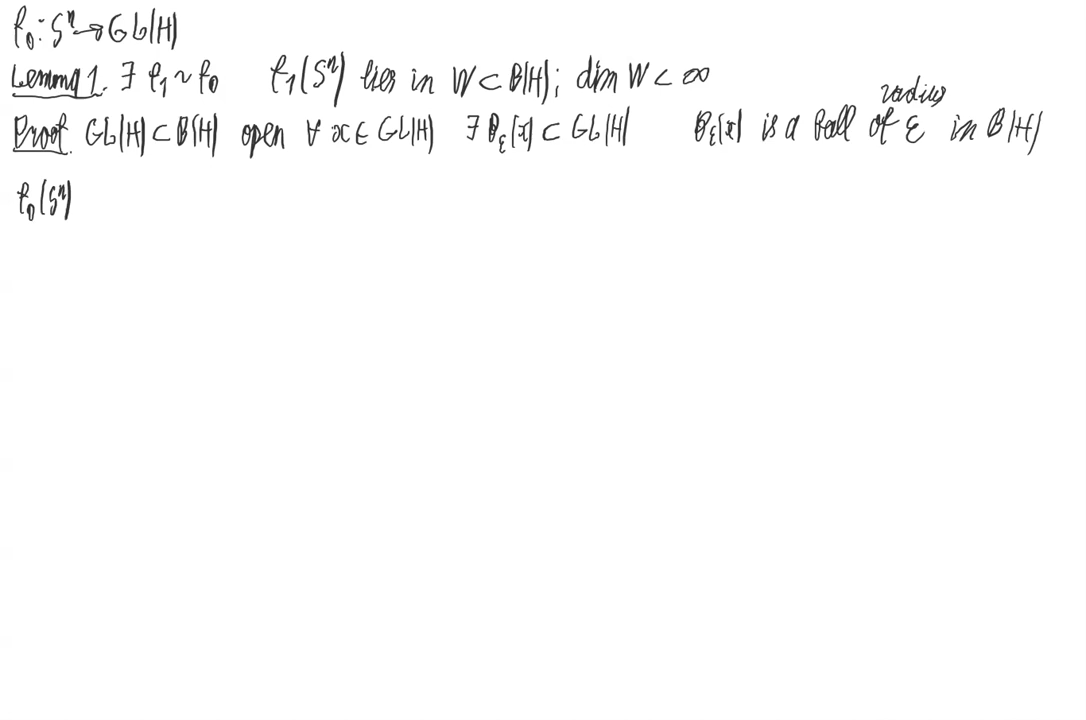 f₀: Sⁿ → GL(H)
Lemma 1. ∃ f₁ ~ f₀ f₁(Sⁿ) lies in W ⊂ B(H); dim W < ∞
radius
Proof. GL(H) ⊂ B(H) open ∀ x ∈ GL(H) ∃ B_ε(x) ⊂ GL(H) B_ε(x) is a ball of ε in B(H)
f₀(Sⁿ)